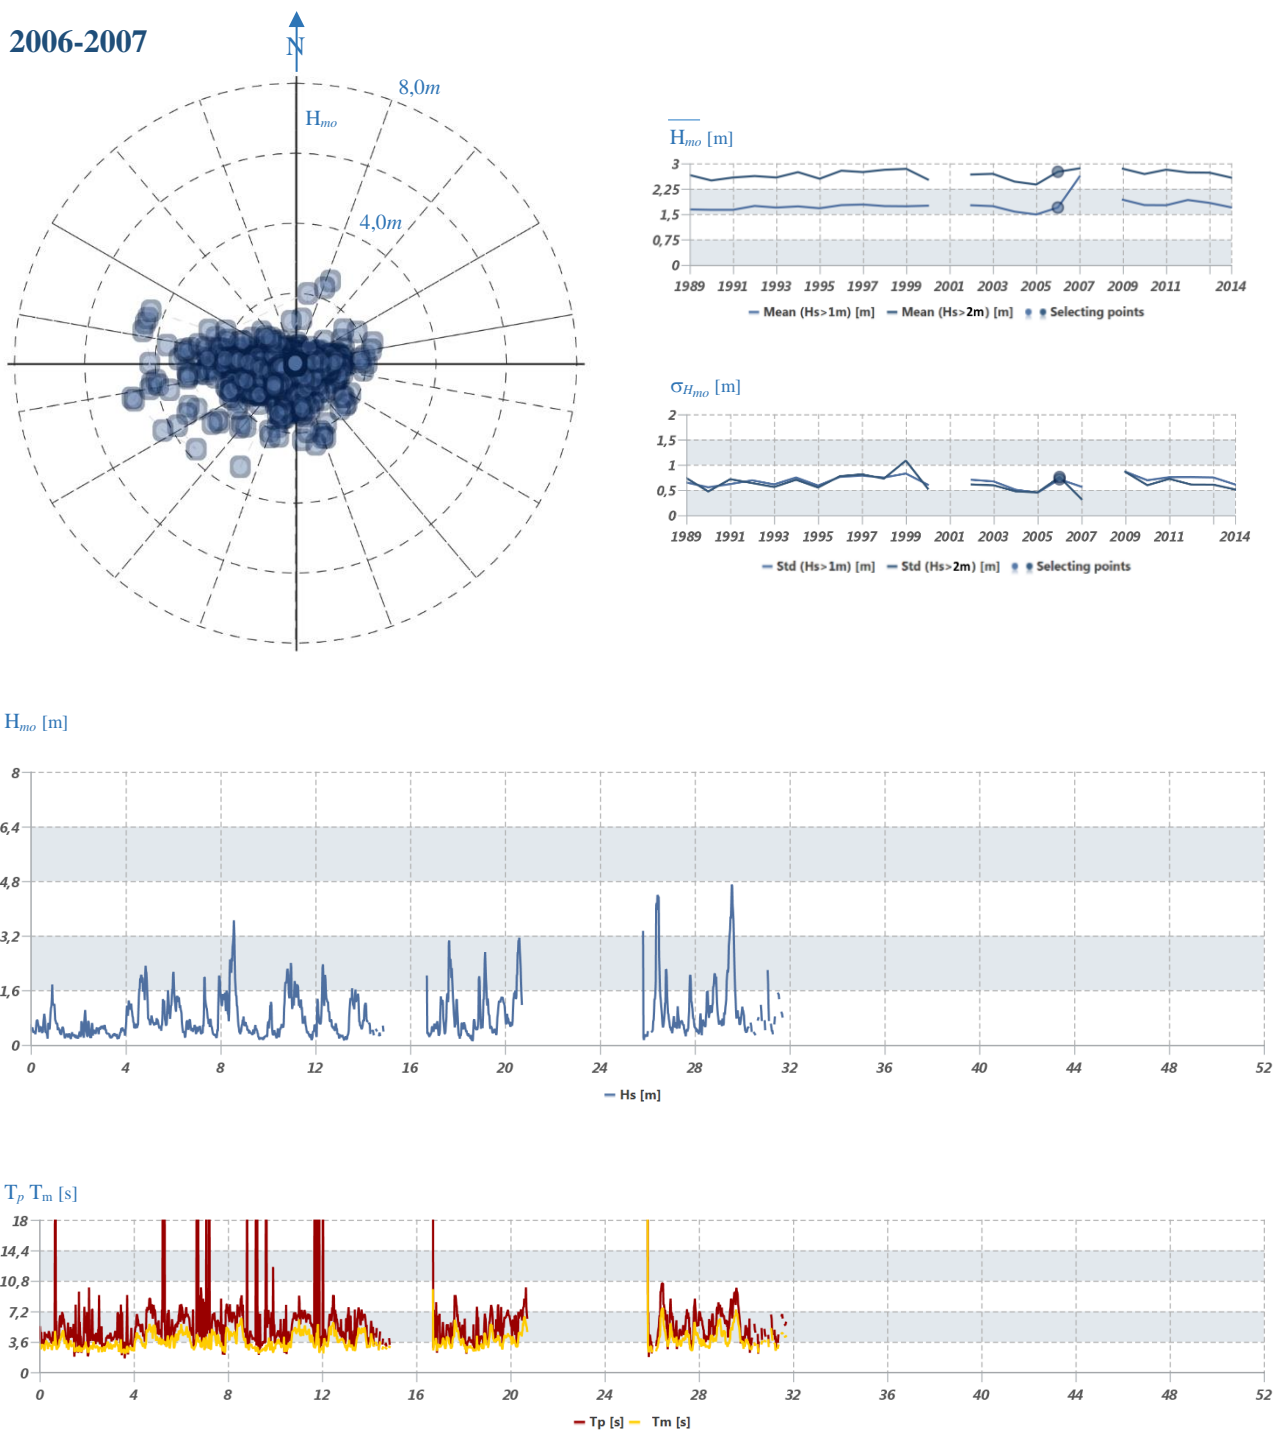 2006-2007
N
8,0m
Hmo
4,0m
Hmo [m]
3
2,25
1,5
0,75
0
1989 1991 1993 1995 1997 1999 2001 2003 2005 2007 2009 2011 2014
Mean (Hs>1m) [m] Mean (Hs>2m) [m] Selecting points
σHmo [m]
2
1,5
1
0,5
0
1989 1991 1993 1995 1997 1999 2001 2003 2005 2007 2009 2011 2014
Std (Hs>1m) [m] Std (Hs>2m) [m] Selecting points
Hmo [m]
8
6,4
4,8
3,2
1,6
0
0 4 8 12 16 20 24 28 32 36 40 44 48 52
Hs [m]
Tp Tm [s]
18
14,4
10,8
7,2
3,6
0
0 4 8 12 16 20 24 28 32 36 40 44 48 52
Tp [s] Tm [s]